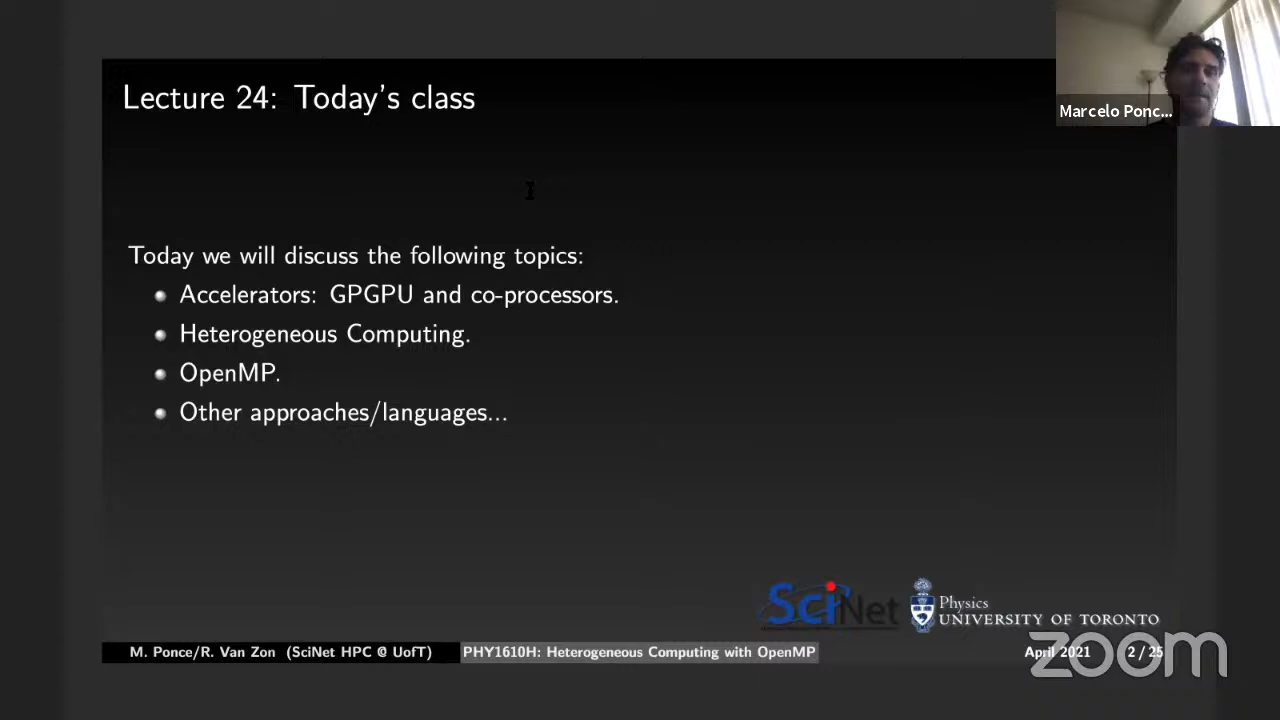 Lecture 24: Today's class
Marcelo Ponc...
Today we will discuss the following topics:
Accelerators: GPGPU and co-processors.
Heterogeneous Computing.
OpenMP.
Other approaches/languages...
SciNet
Physics
UNIVERSITY OF TORONTO
M. Ponce/R. Van Zon (SciNet HPC @ UofT)
PHY1610H: Heterogeneous Computing with OpenMP
April 2021
2 / 25
zoom